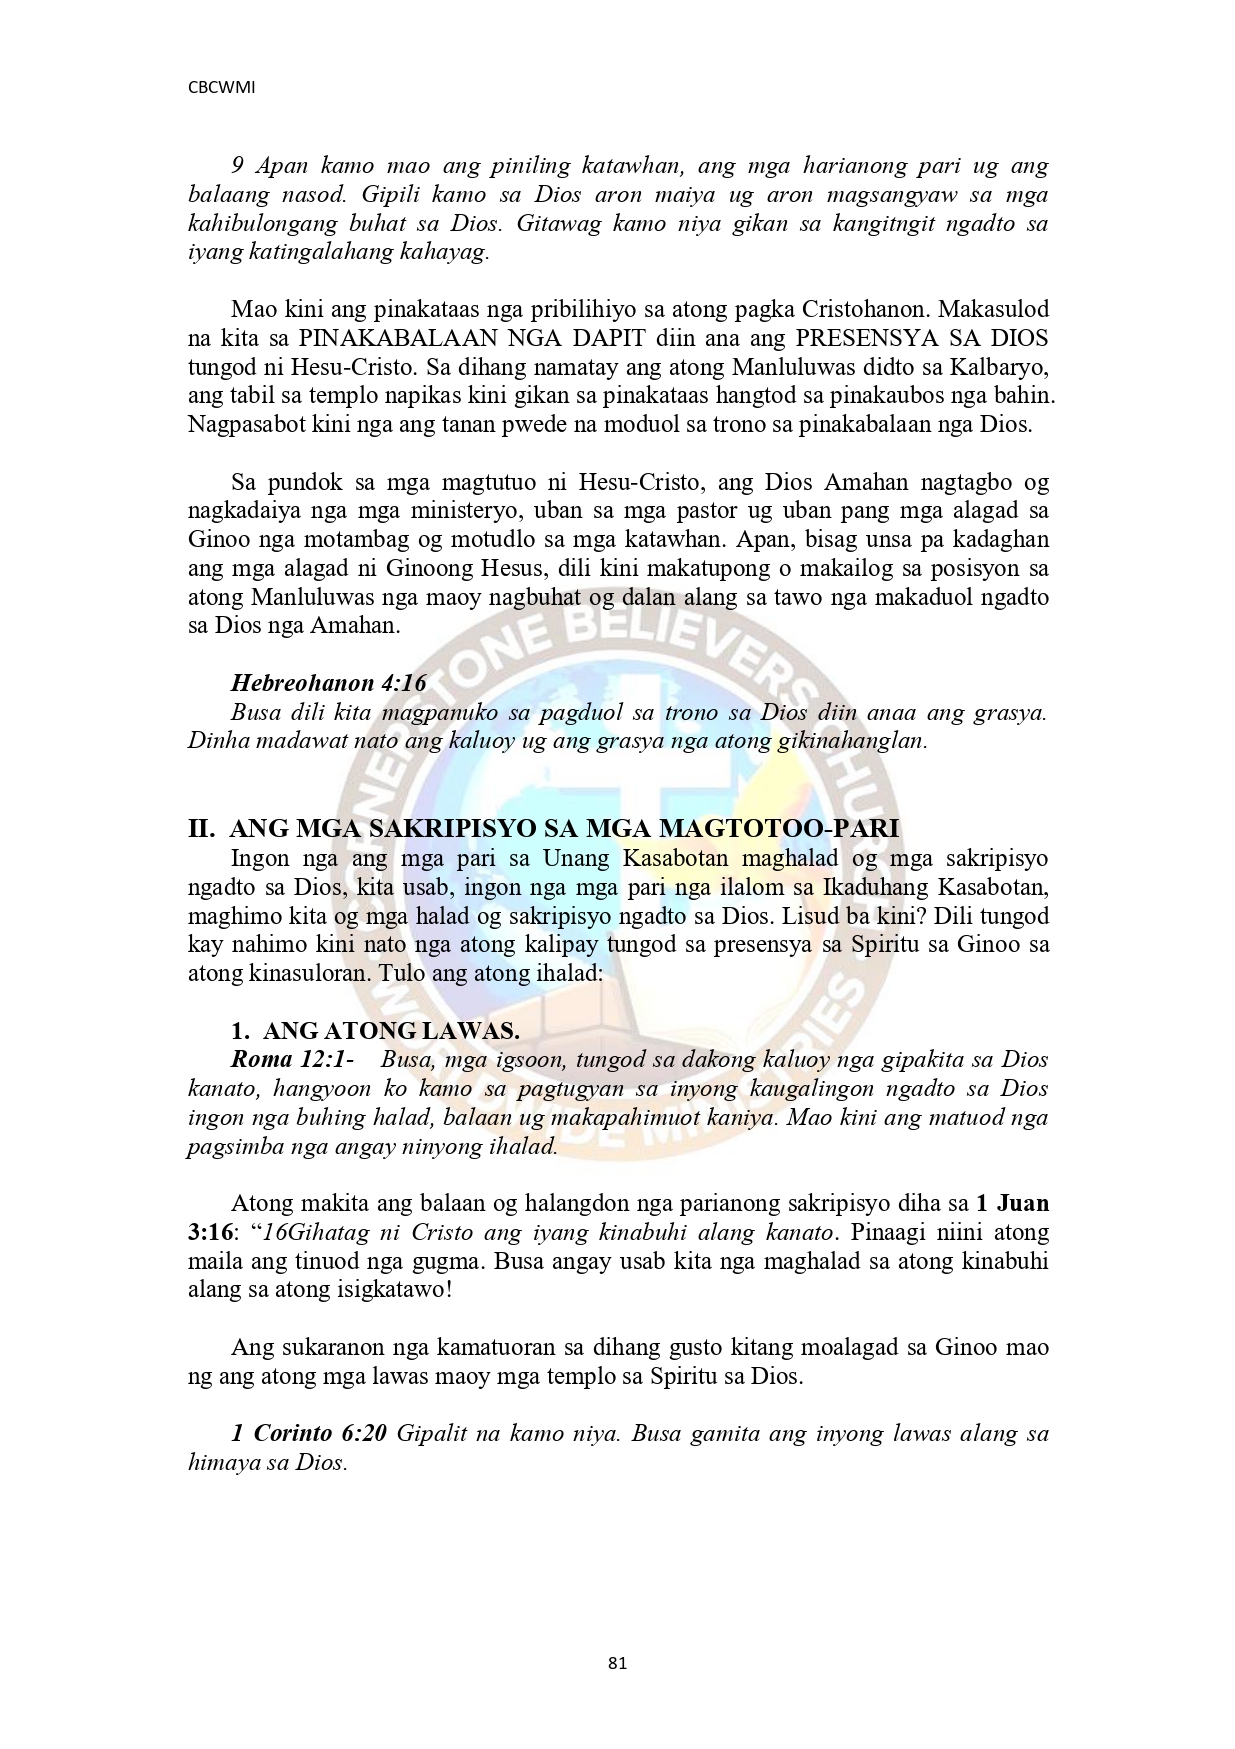 CBCWMI
9 Apan kamo mao ang piniling katawhan, ang mga harianong pari ug ang
balaang nasod. Gipili kamo sa Dios aron maiya ug aron magsangyaw sa mga
kahibulongang buhat sa Dios. Gitawag kamo niya gikan sa kangitngit ngadto sa
iyang katingalahang kahayag.
Mao kini ang pinakataas nga pribilihiyo sa atong pagka Cristohanon. Makasulod
na kita sa PINAKABALAAN NGA DAPIT diin ana ang PRESENSYA SA DIOS
tungod ni Hesu-Cristo. Sa dihang namatay ang atong Manluluwas didto sa Kalbaryo,
ang tabil sa templo napikas kini gikan sa pinakataas hangtod sa pinakaubos nga bahin.
Nagpasabot kini nga ang tanan pwede na moduol sa trono sa pinakabalaan nga Dios.
Sa pundok sa mga magtutuo ni Hesu-Cristo, ang Dios Amahan nagtagbo og
nagkadaiya nga mga ministeryo, uban sa mga pastor ug uban pang mga alagad sa
Ginoo nga motambag og motudlo sa mga katawhan. Apan, bisag unsa pa kadaghan
ang mga alagad ni Ginoong Hesus, dili kini makatupong o makailog sa posisyon sa
atong Manluluwas nga maoy nagbuhat og dalan alang sa tawo nga makaduol ngadto
sa Dios nga Amahan.
Hebreohanon 4:16
Busa dili kita magpanuko sa pagduol sa trono sa Dios diin anaa ang grasya.
Dinha madawat nato ang kaluoy ug ang grasya nga atong gikinahanglan.
II. ANG MGA SAKRIPISYO SA MGA MAGTOTOO-PARI
Ingon nga ang mga pari sa Unang Kasabotan maghalad og mga sakripisyo
ngadto sa Dios, kita usab, ingon nga mga pari nga ilalom sa Ikaduhang Kasabotan,
maghimo kita og mga halad og sakripisyo ngadto sa Dios. Lisud ba kini? Dili tungod
kay nahimo kini nato nga atong kalipay tungod sa presensya sa Spiritu sa Ginoo sa
atong kinasuloran. Tulo ang atong ihalad:
1. ANG ATONG LAWAS.
Roma 12:1- Busa, mga igsoon, tungod sa dakong kaluoy nga gipakita sa Dios
kanato, hangyoon ko kamo sa pagtugyan sa inyong kaugalingon ngadto sa Dios
ingon nga buhing halad, balaan ug makapahimuot kaniya. Mao kini ang matuod nga
pagsimba nga angay ninyong ihalad.
Atong makita ang balaan og halangdon nga parianong sakripisyo diha sa 1 Juan
3:16: “16Gihatag ni Cristo ang iyang kinabuhi alang kanato. Pinaagi niini atong
maila ang tinuod nga gugma. Busa angay usab kita nga maghalad sa atong kinabuhi
alang sa atong isigkatawo!
Ang sukaranon nga kamatuoran sa dihang gusto kitang moalagad sa Ginoo mao
ng ang atong mga lawas maoy mga templo sa Spiritu sa Dios.
1 Corinto 6:20 Gipalit na kamo niya. Busa gamita ang inyong lawas alang sa
himaya sa Dios.
CORNERSTONE BELIEVERS CHURCH
WORLDWIDE MINISTRIES
81